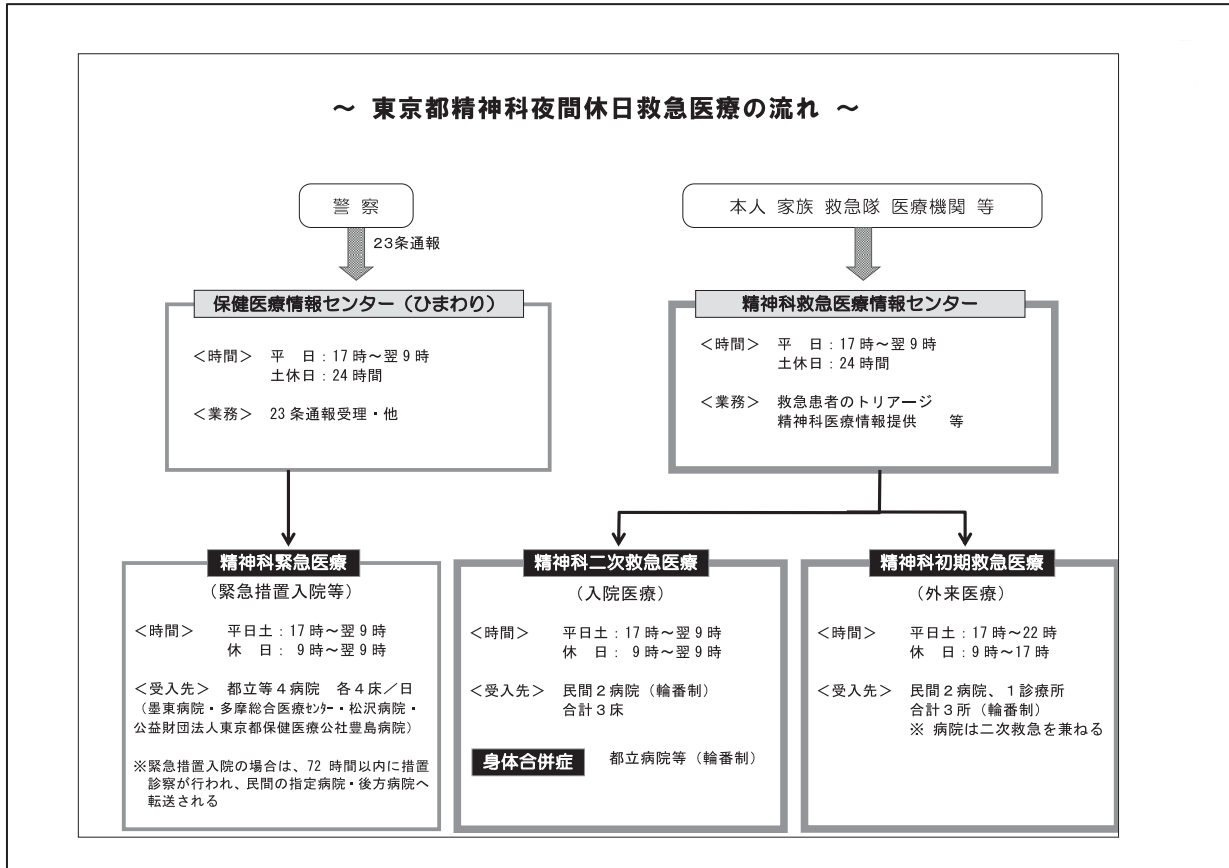 ～ 東京都精神科夜間休日救急医療の流れ ～
警 察
23条通報
保健医療情報センター（ひまわり）
＜時間＞ 平 日：17時～翌9時
土休日：24時間
＜業務＞ 23条通報受理・他
本人 家族 救急隊 医療機関 等
精神科救急医療情報センター
＜時間＞ 平 日：17時～翌9時
土休日：24時間
＜業務＞ 救急患者のトリアージ
精神科医療情報提供 等
精神科緊急医療
（緊急措置入院等）
＜時間＞ 平日土：17時～翌9時
休 日： 9時～翌9時
＜受入先＞ 都立等4病院 各4床／日
（墨東病院・多摩総合医療ｾﾝﾀｰ・松沢病院・
公益財団法人東京都保健医療公社豊島病院）
※緊急措置入院の場合は、72 時間以内に措置
診察が行われ、民間の指定病院・後方病院へ
転送される
精神科二次救急医療
（入院医療）
＜時間＞ 平日土：17時～翌9時
休 日： 9時～翌9時
＜受入先＞ 民間2病院（輪番制）
合計3床
身体合併症 都立病院等（輪番制）
精神科初期救急医療
（外来医療）
＜時間＞ 平日土：17時～22時
休 日：9時～17時
＜受入先＞ 民間2病院、1診療所
合計3所（輪番制）
※ 病院は二次救急を兼ねる